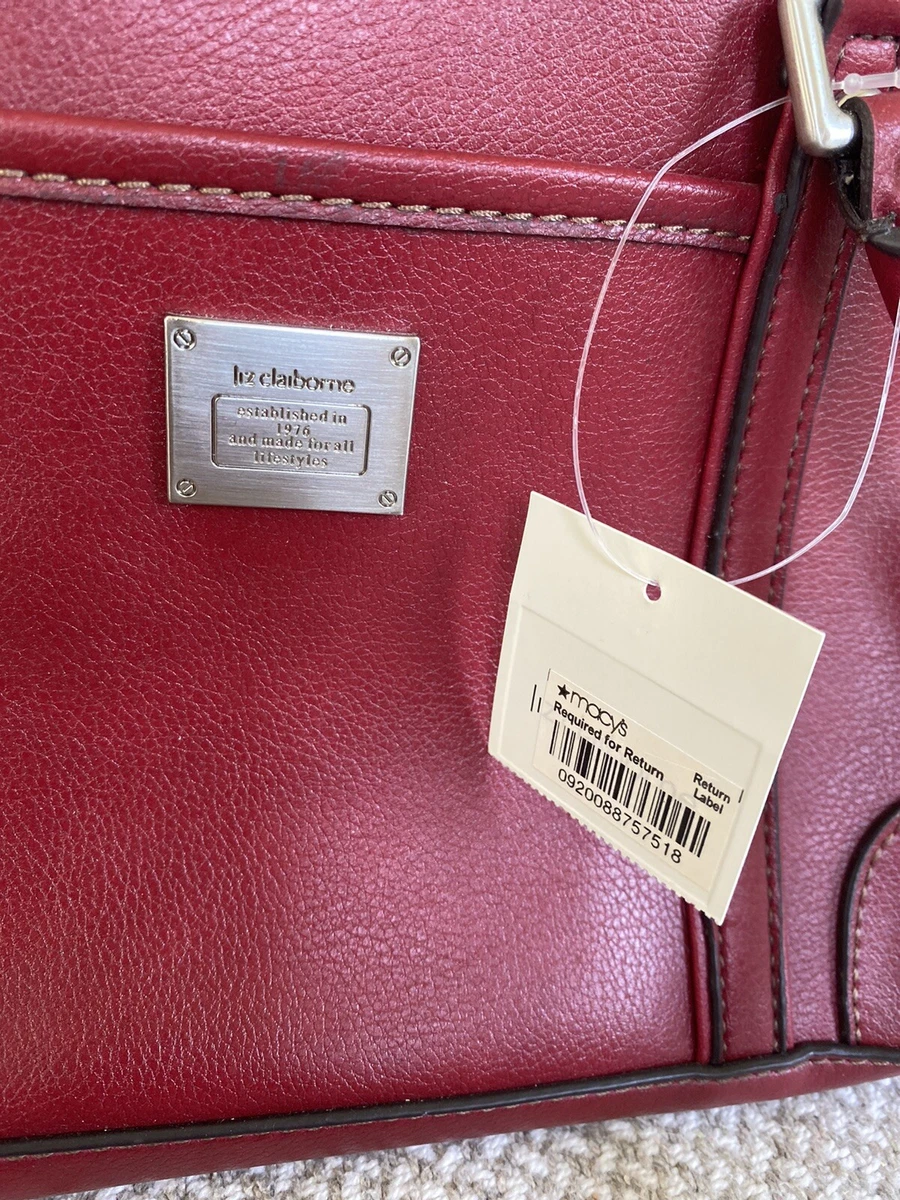 liz claiborne
established in
1976
and made for all
lifestyles
macy's
Required for Return
Return
Label
0920088757518